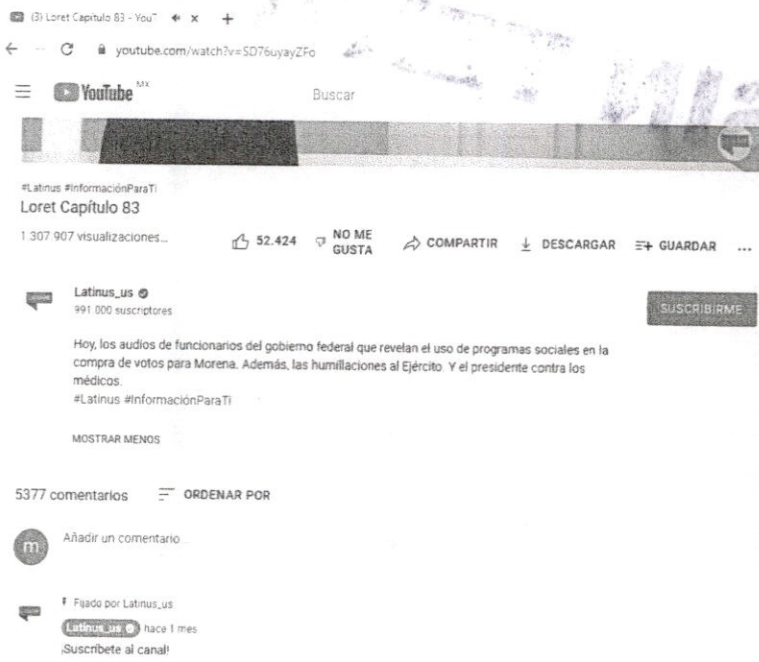 (3) Loret Capítulo 83 - YouT
youtube.com/watch?v=SD76uyayZFo
YouTube MX
Buscar
#Latinus #InformaciónParaTi
Loret Capítulo 83
1 307 907 visualizaciones...
52.424
NO ME GUSTA
COMPARTIR
DESCARGAR
GUARDAR
...
Latinus_us
991 000 suscriptores
SUSCRIBIRME
Hoy, los audios de funcionarios del gobierno federal que revelan el uso de programas sociales en la
compra de votos para Morena. Además, las humillaciones al Ejército. Y el presidente contra los
médicos.
#Latinus #InformaciónParaTi
MOSTRAR MENOS
5377 comentarios
ORDENAR POR
m
Añadir un comentario...
Fijado por Latinus_us
Latinus_us hace 1 mes
¡Suscríbete al canal!